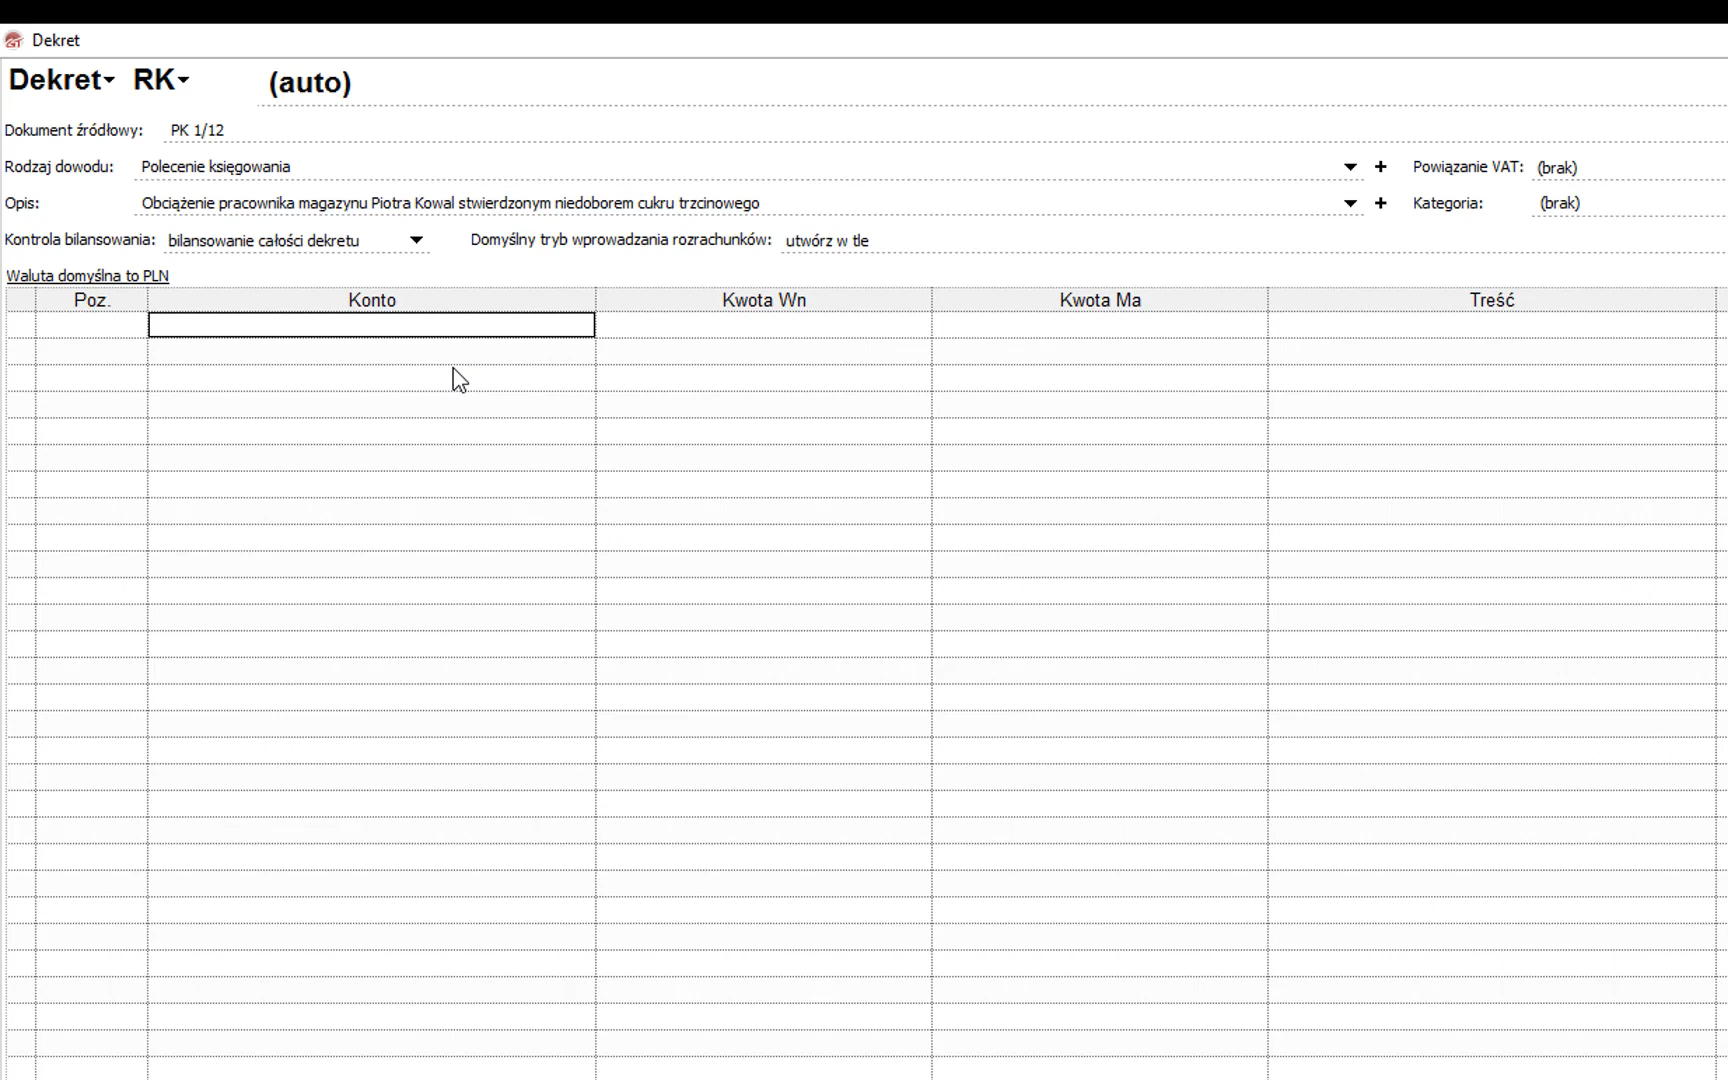 Dekret
Dekret RK (auto)
Dokument źródłowy: PK 1/12
Rodzaj dowodu: Polecenie księgowania Powiązanie VAT: (brak)
Opis: Obciążenie pracownika magazynu Piotra Kowal stwierdzonym niedoborem cukru trzcinowego Kategoria: (brak)
Kontrola bilansowania: bilansowanie całości dekretu Domyślny tryb wprowadzania rozrachunków: utwórz w tle
Waluta domyślna to PLN
Poz. Konto Kwota Wn Kwota Ma Treść